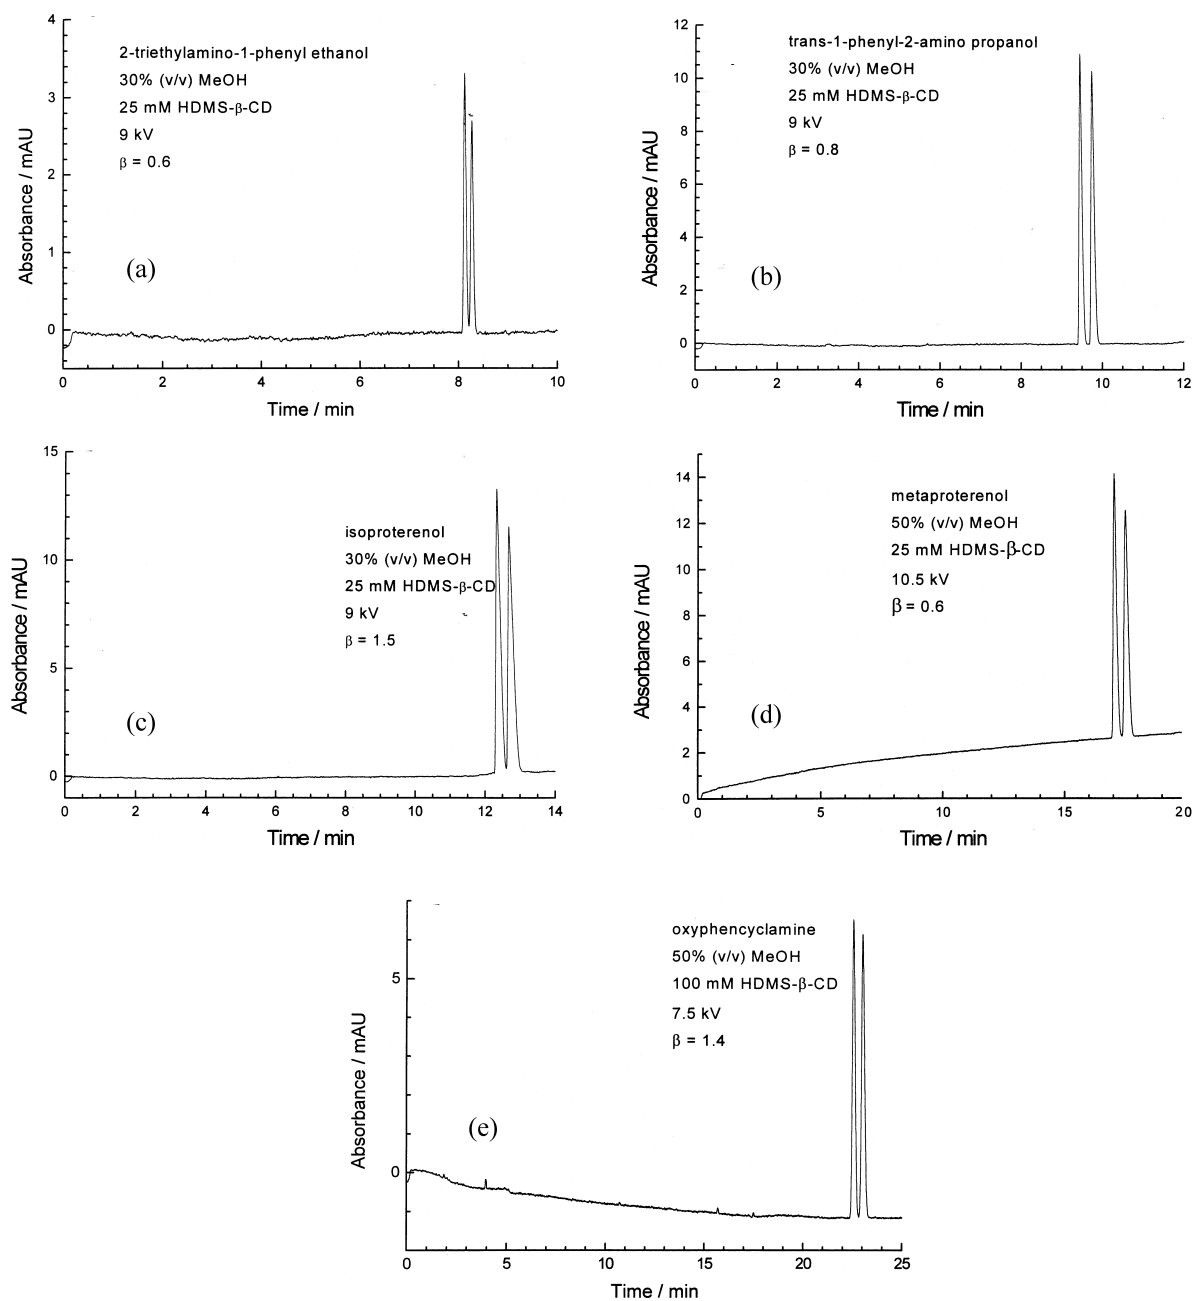 4
3
2
1
0
Absorbance / mAU
2-triethylamino-1-phenyl ethanol
30% (v/v) MeOH
25 mM HDMS-β-CD
9 kV
β = 0.6
(a)
0 2 4 6 8 10
Time / min
12
10
8
6
4
2
0
Absorbance / mAU
trans-1-phenyl-2-amino propanol
30% (v/v) MeOH
25 mM HDMS-β-CD
9 kV
β = 0.8
(b)
0 2 4 6 8 10 12
Time / min
15
10
5
0
Absorbance / mAU
isoproterenol
30% (v/v) MeOH
25 mM HDMS-β-CD
9 kV
β = 1.5
(c)
0 2 4 6 8 10 12 14
Time / min
14
12
10
8
6
4
2
0
Absorbance / mAU
metaproterenol
50% (v/v) MeOH
25 mM HDMS-β-CD
10.5 kV
β = 0.6
(d)
0 5 10 15 20
Time / min
5
0
Absorbance / mAU
oxyphencyclamine
50% (v/v) MeOH
100 mM HDMS-β-CD
7.5 kV
β = 1.4
(e)
0 5 10 15 20 25
Time / min